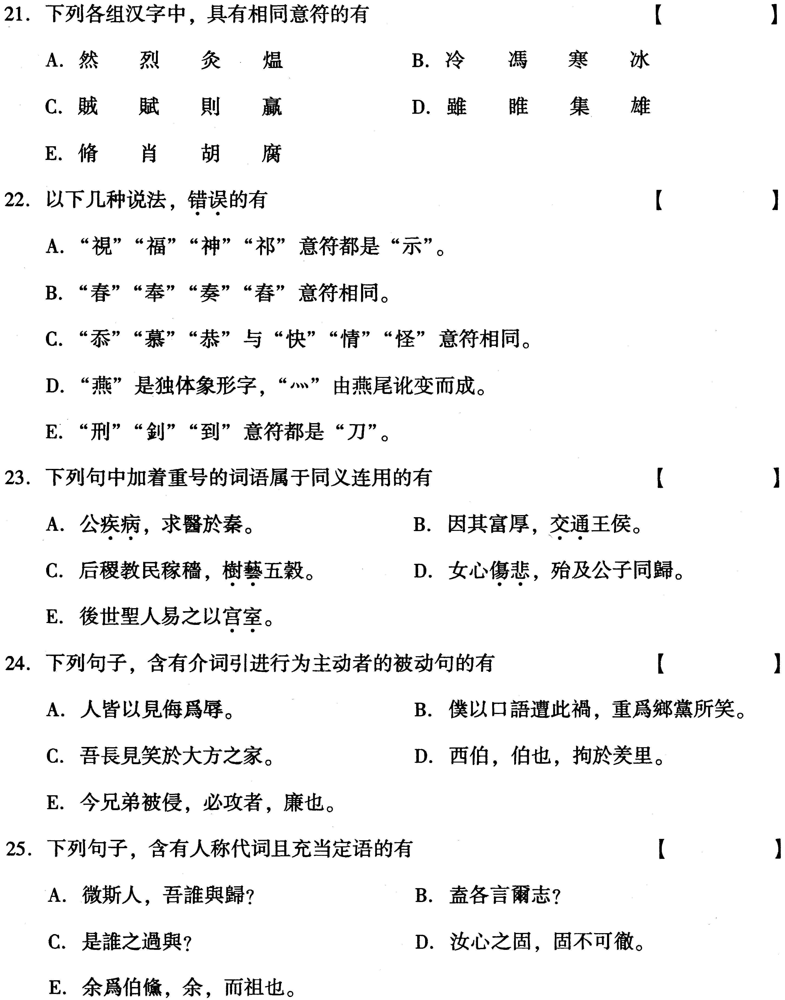 21. 下列各组汉字中，具有相同意符的有 【 】
A. 然 烈 灸 煴 B. 冷 馮 寒 冰
C. 賊 賦 則 赢 D. 雖 睢 集 雄
E. 脩 肖 胡 腐
22. 以下几种说法，错误的有 【 】
A. “視”“福”“神”“祁”意符都是“示”。
B. “春”“奉”“奏”“舂”意符相同。
C. “忝”“慕”“恭”与“快”“情”“怪”意符相同。
D. “燕”是独体象形字，“灬”由燕尾讹变而成。
E. “刑”“釗”“到”意符都是“刀”。
23. 下列句中加着重号的词语属于同义连用的有 【 】
A. 公疾病，求醫於秦。 B. 因其富厚，交通王侯。
C. 后稷教民稼穡，樹藝五穀。 D. 女心傷悲，殆及公子同歸。
E. 後世聖人易之以宫室。
24. 下列句子，含有介词引进行为主动者的被动句的有 【 】
A. 人皆以見侮爲辱。 B. 僕以口語遭此禍，重爲鄉黨所笑。
C. 吾長見笑於大方之家。 D. 西伯，伯也，拘於羑里。
E. 今兄弟被侵，必攻者，廉也。
25. 下列句子，含有人称代词且充当定语的有 【 】
A. 微斯人，吾誰與歸？ B. 盍各言爾志？
C. 是誰之過與？ D. 汝心之固，固不可徹。
E. 余爲伯儵，余，而祖也。